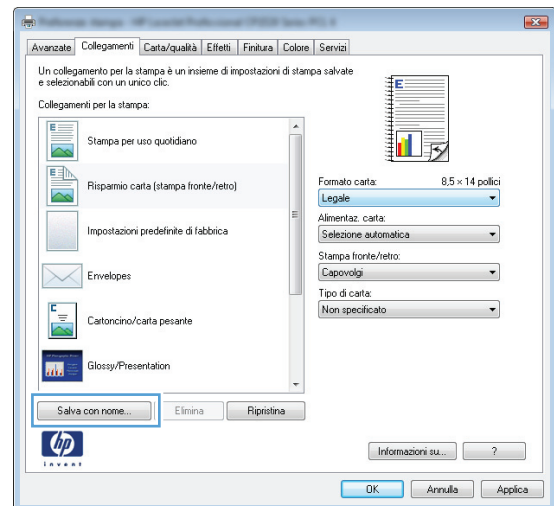 Avanzate Collegamenti Carta/qualità Effetti Finitura Colore Servizi
Un collegamento per la stampa è un insieme di impostazioni di stampa salvate
e selezionabili con un unico clic.
Collegamenti per la stampa:
Stampa per uso quotidiano
Risparmio carta (stampa fronte/retro)
Impostazioni predefinite di fabbrica
Envelopes
Cartoncino/carta pesante
Glossy/Presentation
Salva con nome... Elimina Ripristina
Formato carta: 8,5 × 14 pollici
Legale
Alimentaz. carta:
Selezione automatica
Stampa fronte/retro:
Capovolgi
Tipo di carta:
Non specificato
hp
invent
Informazioni su... ?
OK Annulla Applica